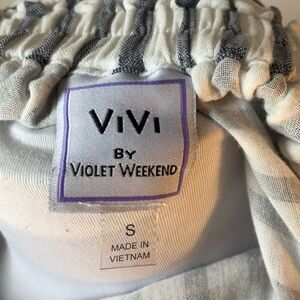 ViVi
BY
VIOLET WEEKEND
S
MADE IN
VIETNAM